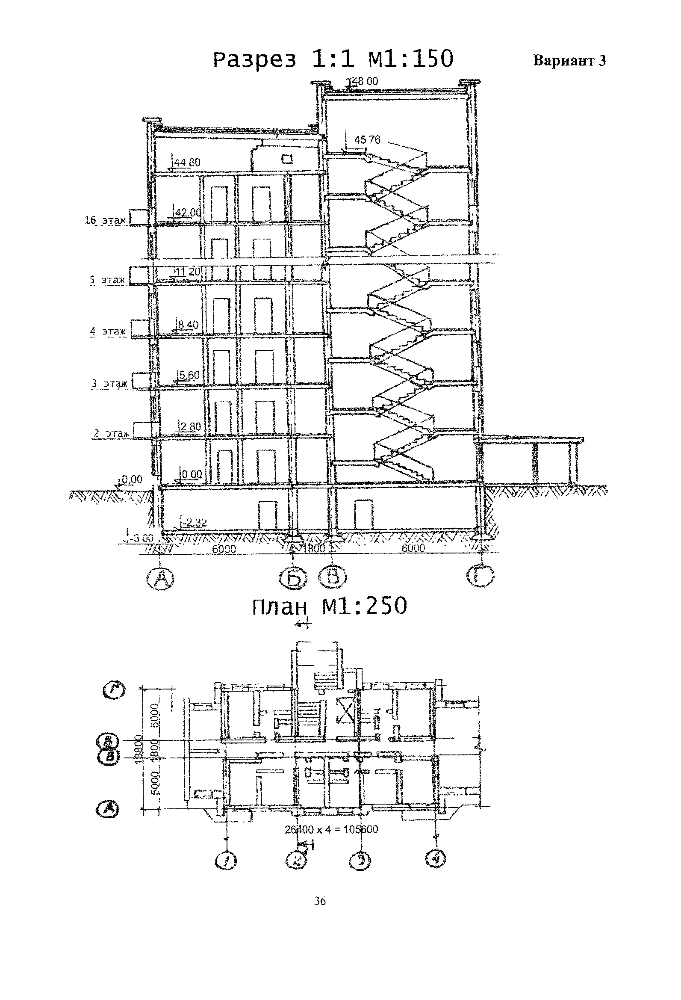 Разрез 1:1 М1:150
Вариант 3
48 00
45 76
44 80
42.00
16 этаж
11 20
5 этаж
8 40
4 этаж
5.60
3 этаж
2 80
2 этаж
0 00
0.00
-2.32
-3 00
6000 1800 6000
А Б В Г
План М1:250
Г
5000
13800
1800
В
Б
5000
А
26400 x 4 = 105600
1
1 2 3 4
36